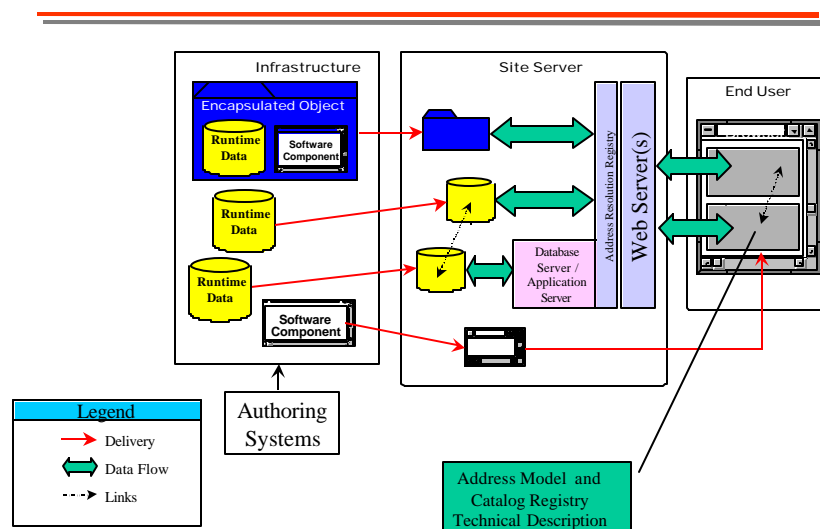 Infrastructure
Encapsulated Object
Runtime
Data
Software
Component
Runtime
Data
Runtime
Data
Software
Component
Authoring
Systems
Site Server
Database
Server /
Application
Server
Address Resolution Registry
Web Server(s)
End User
Legend
Delivery
Data Flow
Links
Address Model and
Catalog Registry
Technical Description